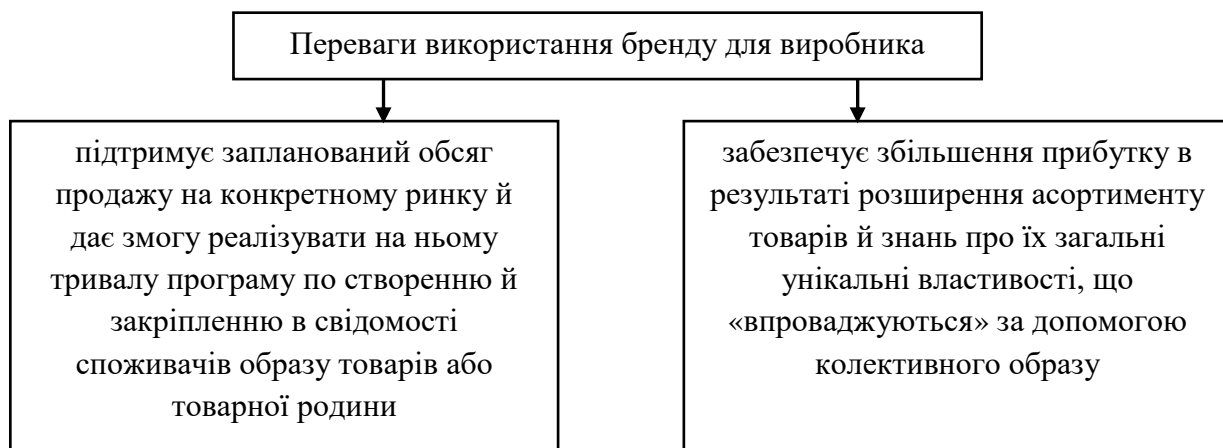 Переваги використання бренду для виробника
підтримує запланований обсяг
продажу на конкретному ринку й
дає змогу реалізувати на ньому
тривалу програму по створенню й
закріпленню в свідомості
споживачів образу товарів або
товарної родини
забезпечує збільшення прибутку в
результаті розширення асортименту
товарів й знань про їх загальні
унікальні властивості, що
«впроваджуються» за допомогою
колективного образу